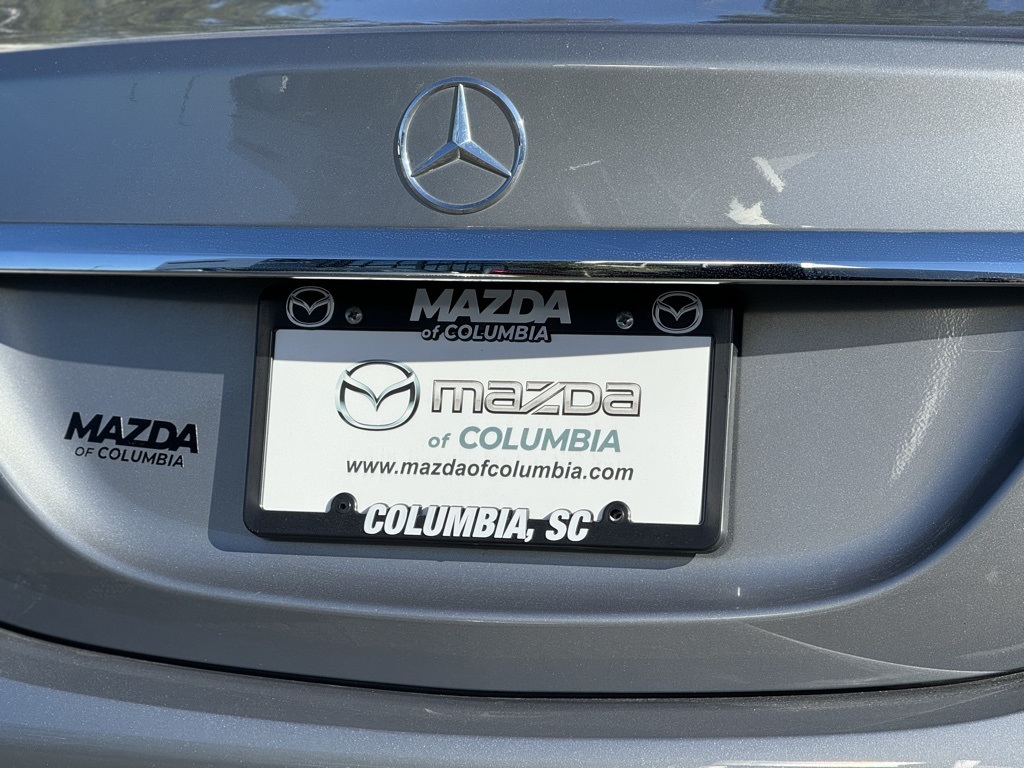 MAZDA
of COLUMBIA
mazda
of COLUMBIA
www.mazdaofcolumbia.com
COLUMBIA, SC
MAZDA
OF COLUMBIA